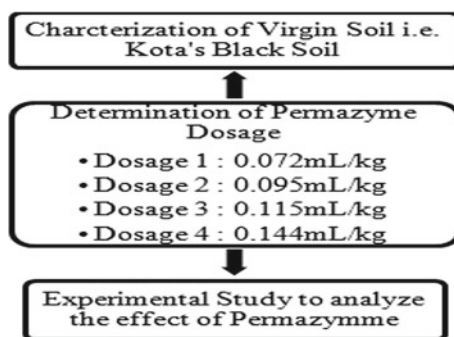 Charcterization of Virgin Soil i.e.
Kota's Black Soil
Determination of Permazyme
Dosage
• Dosage 1 : 0.072mL/kg
• Dosage 2 : 0.095mL/kg
• Dosage 3 : 0.115mL/kg
• Dosage 4 : 0.144mL/kg
Experimental Study to analyze
the effect of Permazymme